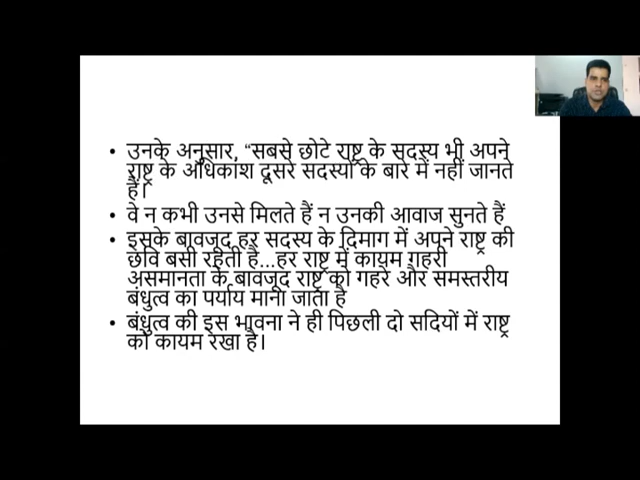 • उनके अनुसार, “सबसे छोटे राष्ट्र के सदस्य भी अपने
राष्ट्र के अधिकांश दूसरे सदस्यों के बारे में नहीं जानते
हैं।
• वे न कभी उनसे मिलते हैं न उनकी आवाज सुनते हैं
• इसके बावजूद हर सदस्य के दिमाग में अपने राष्ट्र की
छवि बसी रहती है...हर राष्ट्र में कायम गहरी
असमानता के बावजूद राष्ट्र को गहरे और समस्तरीय
बंधुत्व का पर्याय माना जाता है
• बंधुत्व की इस भावना ने ही पिछली दो सदियों में राष्ट्र
को कायम रखा है।